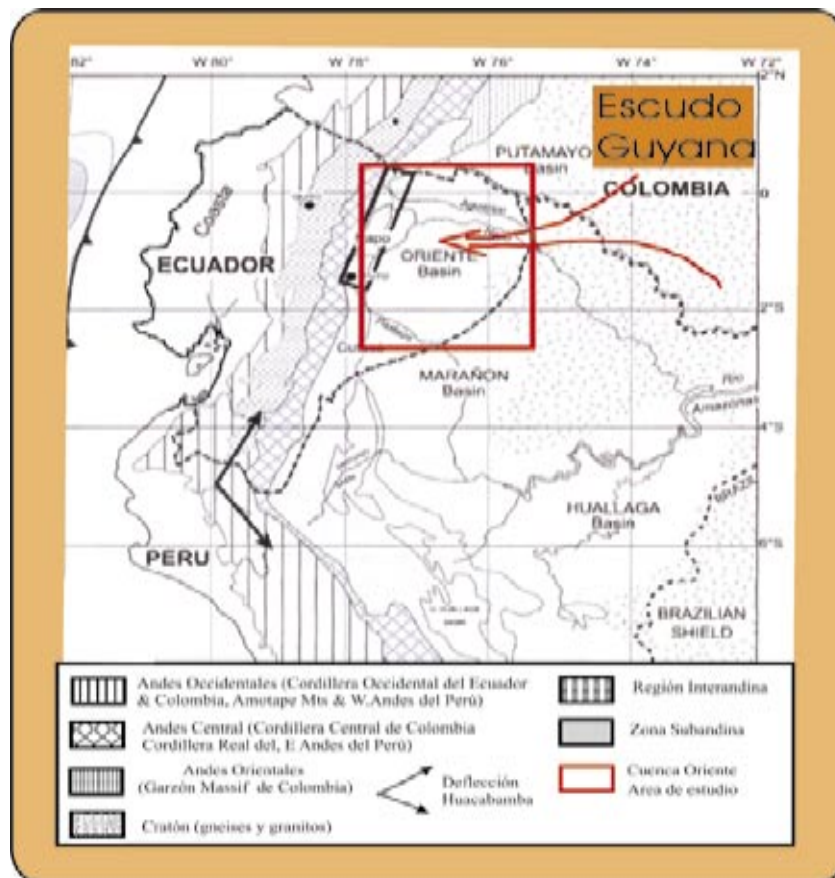 82°
W 80°
W 78°
W 76°
W 74°
W 72°
2°N
Escudo
Guyana
PUTAMAYO
Basin
COLOMBIA
0
Coasta
ECUADOR
ORIENTE
Basin
2°S
MARAÑON
Basin
Rio
Amazonas
4°S
HUALLAGA
Basin
PERU
6°S
BRAZILIAN
SHIELD
Andes Occidentales (Cordillera Occidental del Ecuador
& Colombia, Amotape Mts & W.Andes del Perú)
Andes Central (Cordillera Central de Colombia
Cordillera Real del, E Andes del Perú)
Andes Orientales
(Garzón Massif de Colombia)
Cratón (gneises y granitos)
Deflección
Huacabamba
Región Interandina
Zona Subandina
Cuenca Oriente
Area de estudio